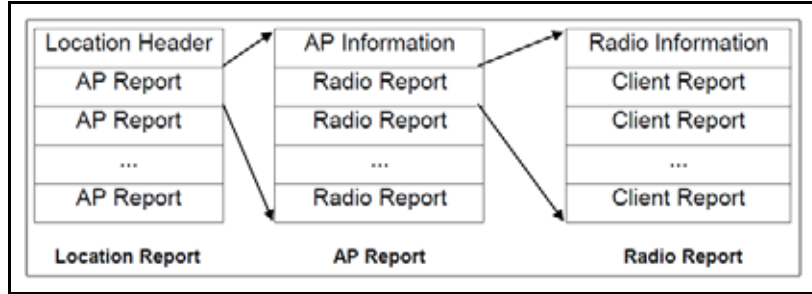 Location Header
AP Report
AP Report
...
AP Report
Location Report
AP Information
Radio Report
Radio Report
...
Radio Report
AP Report
Radio Information
Client Report
Client Report
...
Client Report
Radio Report